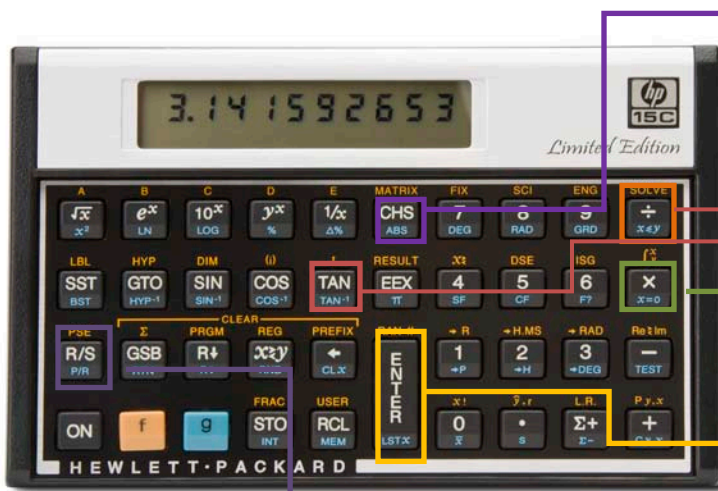 3.141592653
hp
15C
Limited Edition
A B C D E MATRIX FIX SCI ENG SOLVE
√x eˣ 10ˣ yˣ 1/x CHS 7 8 9 ÷
x² LN LOG % Δ% ABS DEG RAD GRD x≤y
LBL HYP DIM (i) I RESULT x⇄ DSE ISG ∫
SST GTO SIN COS TAN EEX 4 5 6 ×
BST HYP⁻¹ SIN⁻¹ COS⁻¹ TAN⁻¹ π SF CF F? x=0
CLEAR
PSE Σ PRGM REG PREFIX →R →H.MS →RAD Re⇄Im
R/S GSB R↓ x⇄y ← ENTER 1 2 3 −
P/R CLx →P →H →DEG TEST
FRAC USER x! ŷ,r L.R. Py,x
ON f g STO RCL 0 • Σ+ +
INT MEM LSTx x̄ s Σ−
HEWLETT·PACKARD